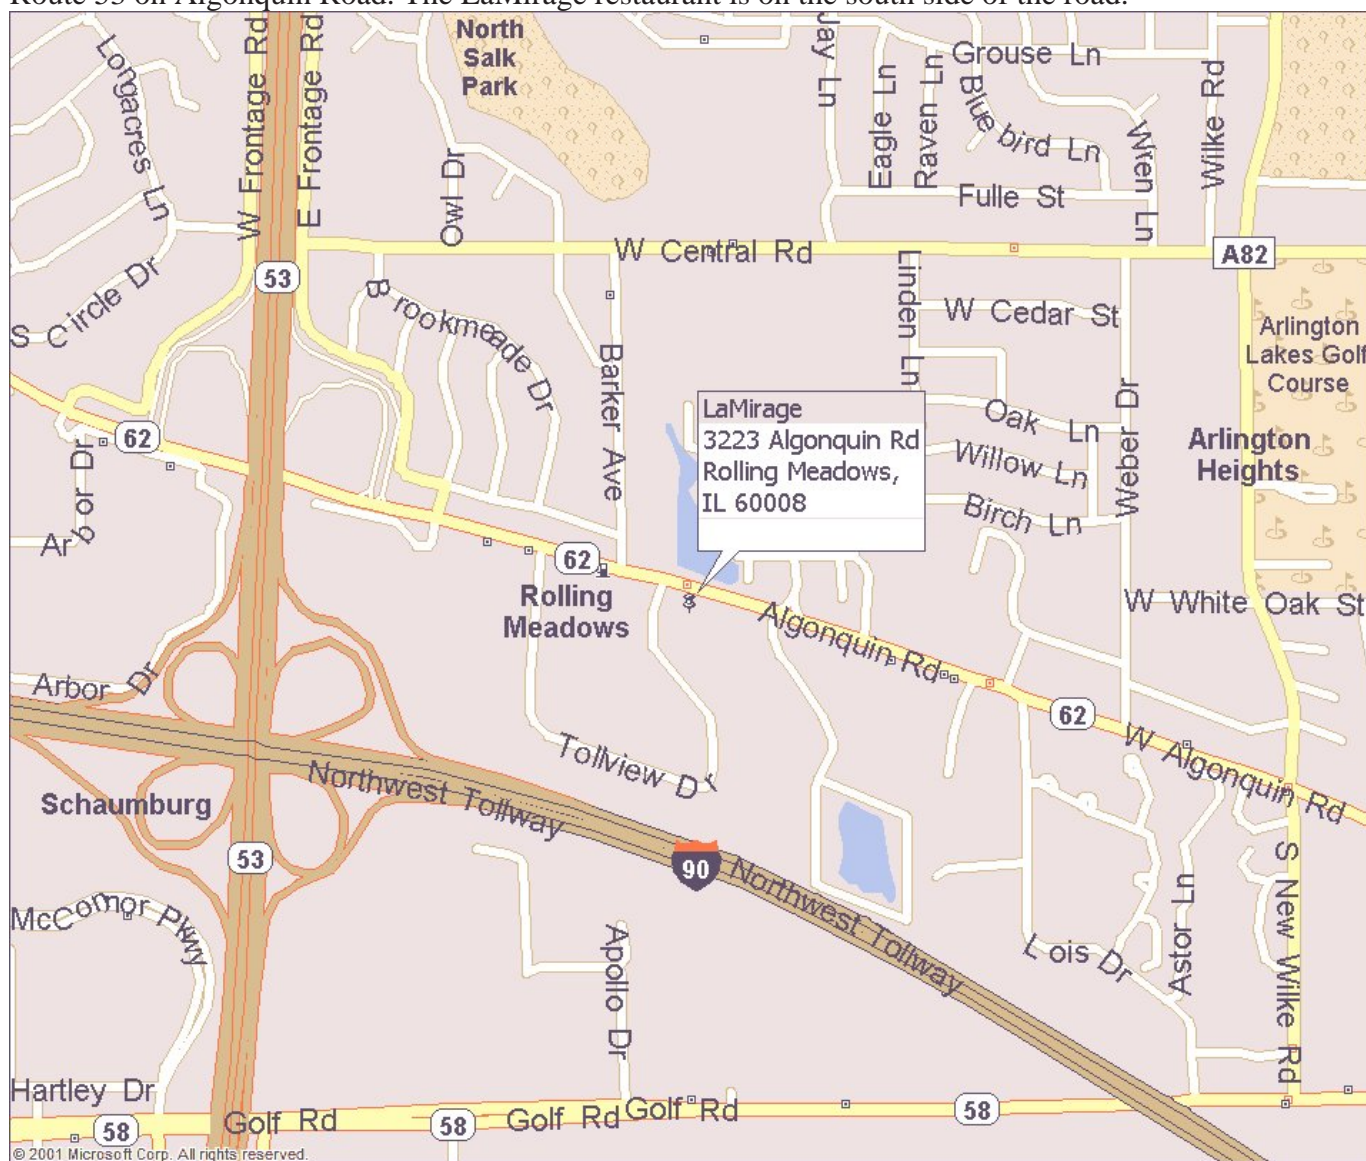 Route 53 on Algonquin Road. The LaMirage restaurant is on the south side of the road.
North
Salk
Park
Longacres Ln
W Frontage Rd
E Frontage Rd
Owl Dr
Jay Ln
Eagle Ln
Raven Ln
Grouse Ln
Blue bird Ln
Wren Ln
Wilke Rd
Fulle St
W Central Rd
A82
53
S Circle Dr
Brookmeade Dr
Barker Ave
Linden Ln
W Cedar St
Arlington
Lakes Golf
Course
LaMirage
3223 Algonquin Rd
Rolling Meadows,
IL 60008
Oak Ln
Willow Ln
Birch Ln
Weber Dr
Arlington
Heights
62
Arbor Dr
62
Rolling
Meadows
Algonquin Rd
W White Oak St
Arbor Dr
62
W Algonquin Rd
Tollview Dr
Northwest Tollway
Schaumburg
53
90
Northwest Tollway
McConnor Pkwy
Apollo Dr
Lois Dr
Astor Ln
S New Wilke Rd
Hartley Dr
58
Golf Rd
58
Golf Rd
Golf Rd
58
© 2001 Microsoft Corp. All rights reserved.